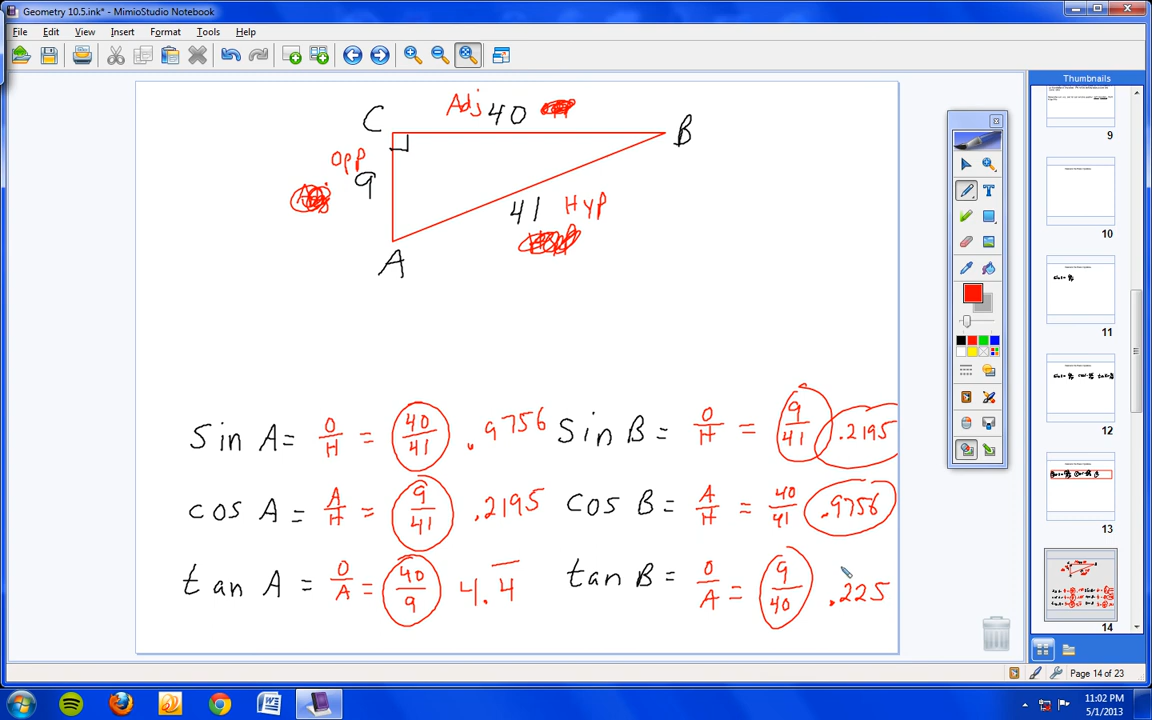 Geometry 10.5.ink* - MimioStudio Notebook
File Edit View Insert Format Tools Help
Thumbnails
9
10
11
12
13
14
Adj 40
C
B
Opp
9
41 Hyp
A
sin A = O/H = 40/41 .9756
sin B = O/H = 9/41 .2195
cos A = A/H = 9/41 .2195
cos B = A/H = 40/41 .9756
tan A = O/A = 40/9 4.4̅
tan B = O/A = 9/40 .225
T
Page 14 of 23
11:02 PM
5/1/2013